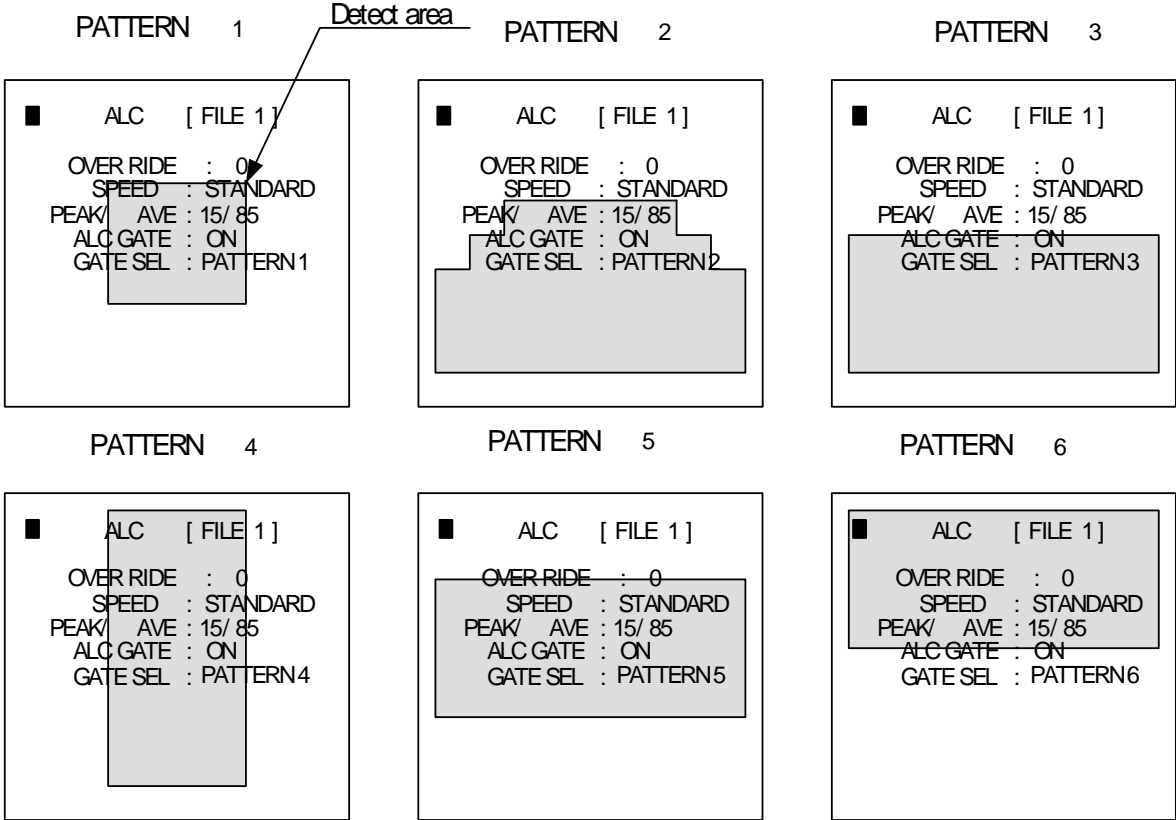 Detect area
PATTERN 1
PATTERN 2
PATTERN 3
ALC [ FILE 1 ]
OVER RIDE : 0
SPEED : STANDARD
PEAK/ AVE : 15/ 85
ALC GATE : ON
GATE SEL : PATTERN 1
ALC [ FILE 1 ]
OVER RIDE : 0
SPEED : STANDARD
PEAK/ AVE : 15/ 85
ALC GATE : ON
GATE SEL : PATTERN 2
ALC [ FILE 1 ]
OVER RIDE : 0
SPEED : STANDARD
PEAK/ AVE : 15/ 85
ALC GATE : ON
GATE SEL : PATTERN 3
PATTERN 4
PATTERN 5
PATTERN 6
ALC [ FILE 1 ]
OVER RIDE : 0
SPEED : STANDARD
PEAK/ AVE : 15/ 85
ALC GATE : ON
GATE SEL : PATTERN 4
ALC [ FILE 1 ]
OVER RIDE : 0
SPEED : STANDARD
PEAK/ AVE : 15/ 85
ALC GATE : ON
GATE SEL : PATTERN 5
ALC [ FILE 1 ]
OVER RIDE : 0
SPEED : STANDARD
PEAK/ AVE : 15/ 85
ALC GATE : ON
GATE SEL : PATTERN 6